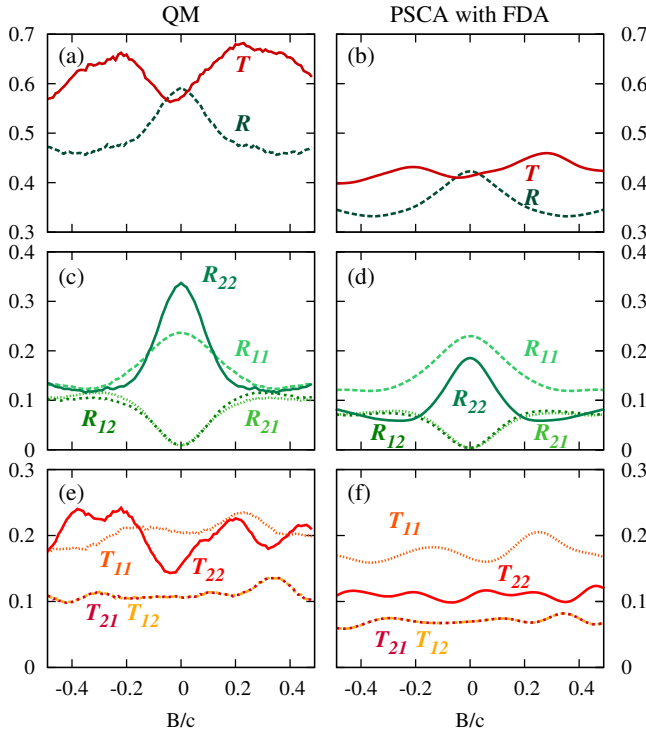 QM PSCA with FDA
0.7 (a) T (b) 0.7
0.6 0.6
0.5 R 0.5
0.4 T 0.4
R
0.3 0.3
0.4 (c) R22 (d) 0.4
0.3 0.3
0.2 R11 R11 0.2
0.1 R22 0.1
R12 R21 R12 R21
0 0
0.3 (e) (f) 0.3
T11
0.2 T11 T22 0.2
T22
0.1 0.1
T21 T12 T21 T12
0 0
-0.4 -0.2 0 0.2 0.4 -0.4 -0.2 0 0.2 0.4
B/c B/c